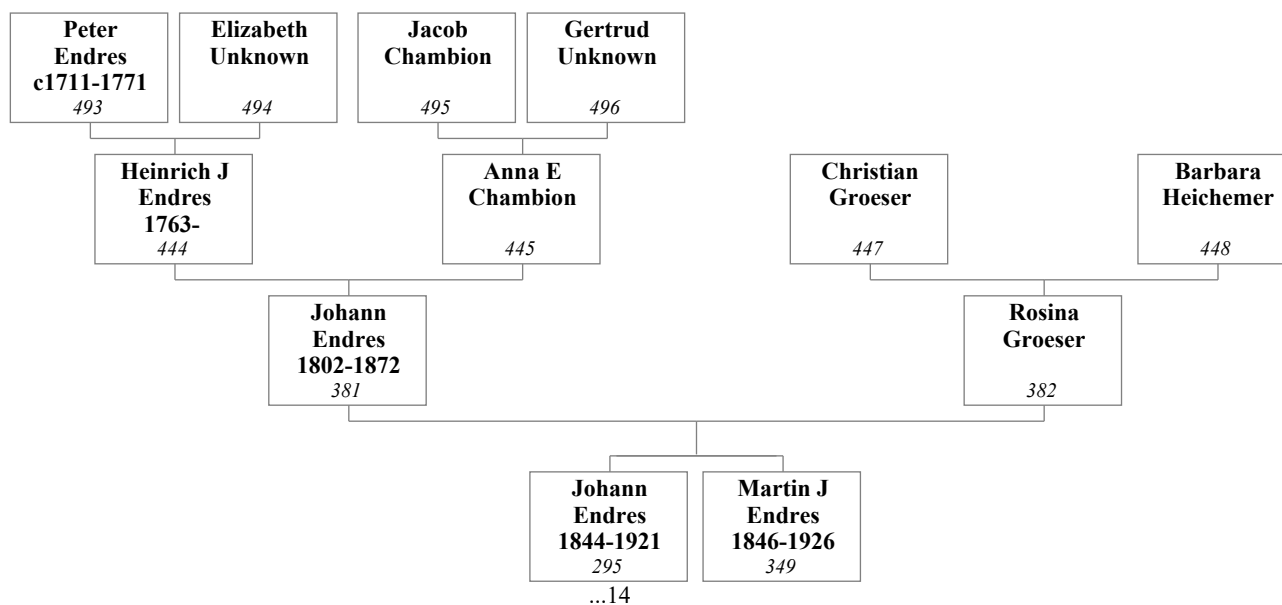 Peter
Endres
c1711-1771
493
Elizabeth
Unknown
494
Jacob
Chambion
495
Gertrud
Unknown
496
Heinrich J
Endres
1763-
444
Anna E
Chambion
445
Christian
Groeser
447
Barbara
Heichemer
448
Johann
Endres
1802-1872
381
Rosina
Groeser
382
Johann
Endres
1844-1921
295
...14
Martin J
Endres
1846-1926
349